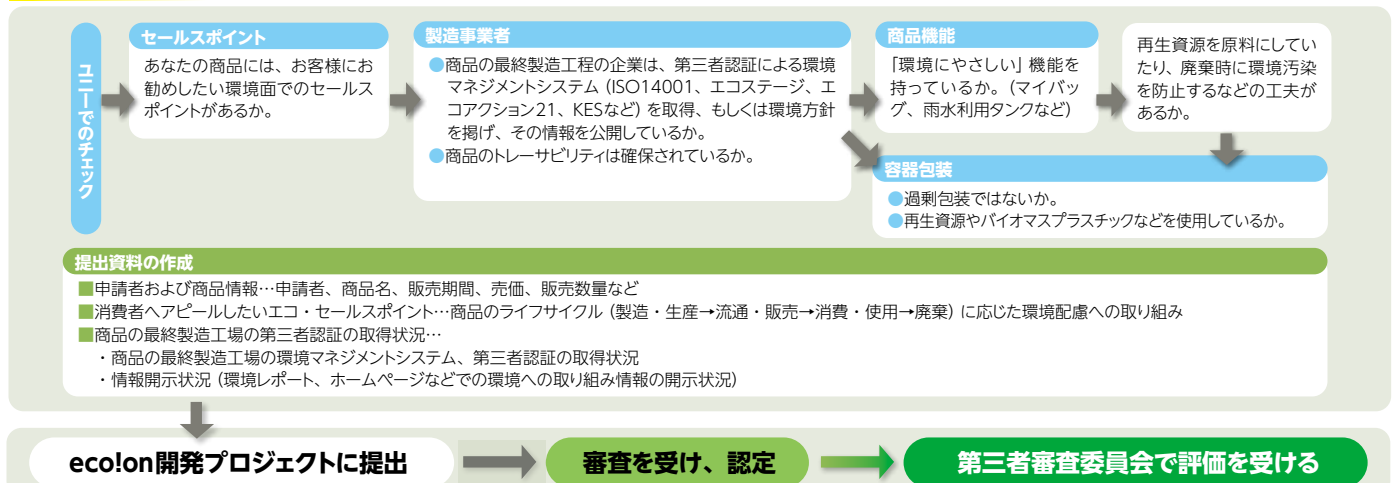 ユニーでのチェック
セールスポイント
あなたの商品には、お客様にお
勧めしたい環境面でのセールス
ポイントがあるか。
製造事業者
●商品の最終製造工程の企業は、第三者認証による環境
マネジメントシステム（ISO14001、エコステージ、エ
コアクション21、KESなど）を取得、もしくは環境方針
を掲げ、その情報を公開しているか。
●商品のトレーサビリティは確保されているか。
商品機能
「環境にやさしい」機能を
持っているか。（マイバッ
グ、雨水利用タンクなど）
再生資源を原料にしてい
たり、廃棄時に環境汚染
を防止するなどの工夫が
あるか。
容器包装
●過剰包装ではないか。
●再生資源やバイオマスプラスチックなどを使用しているか。
提出資料の作成
■申請者および商品情報…申請者、商品名、販売期間、売価、販売数量など
■消費者へアピールしたいエコ・セールスポイント…商品のライフサイクル（製造・生産→流通・販売→消費・使用→廃棄）に応じた環境配慮への取り組み
■商品の最終製造工場の第三者認証の取得状況…
・商品の最終製造工場の環境マネジメントシステム、第三者認証の取得状況
・情報開示状況（環境レポート、ホームページなどでの環境への取り組み情報の開示状況）
eco!on開発プロジェクトに提出
審査を受け、認定
第三者審査委員会で評価を受ける